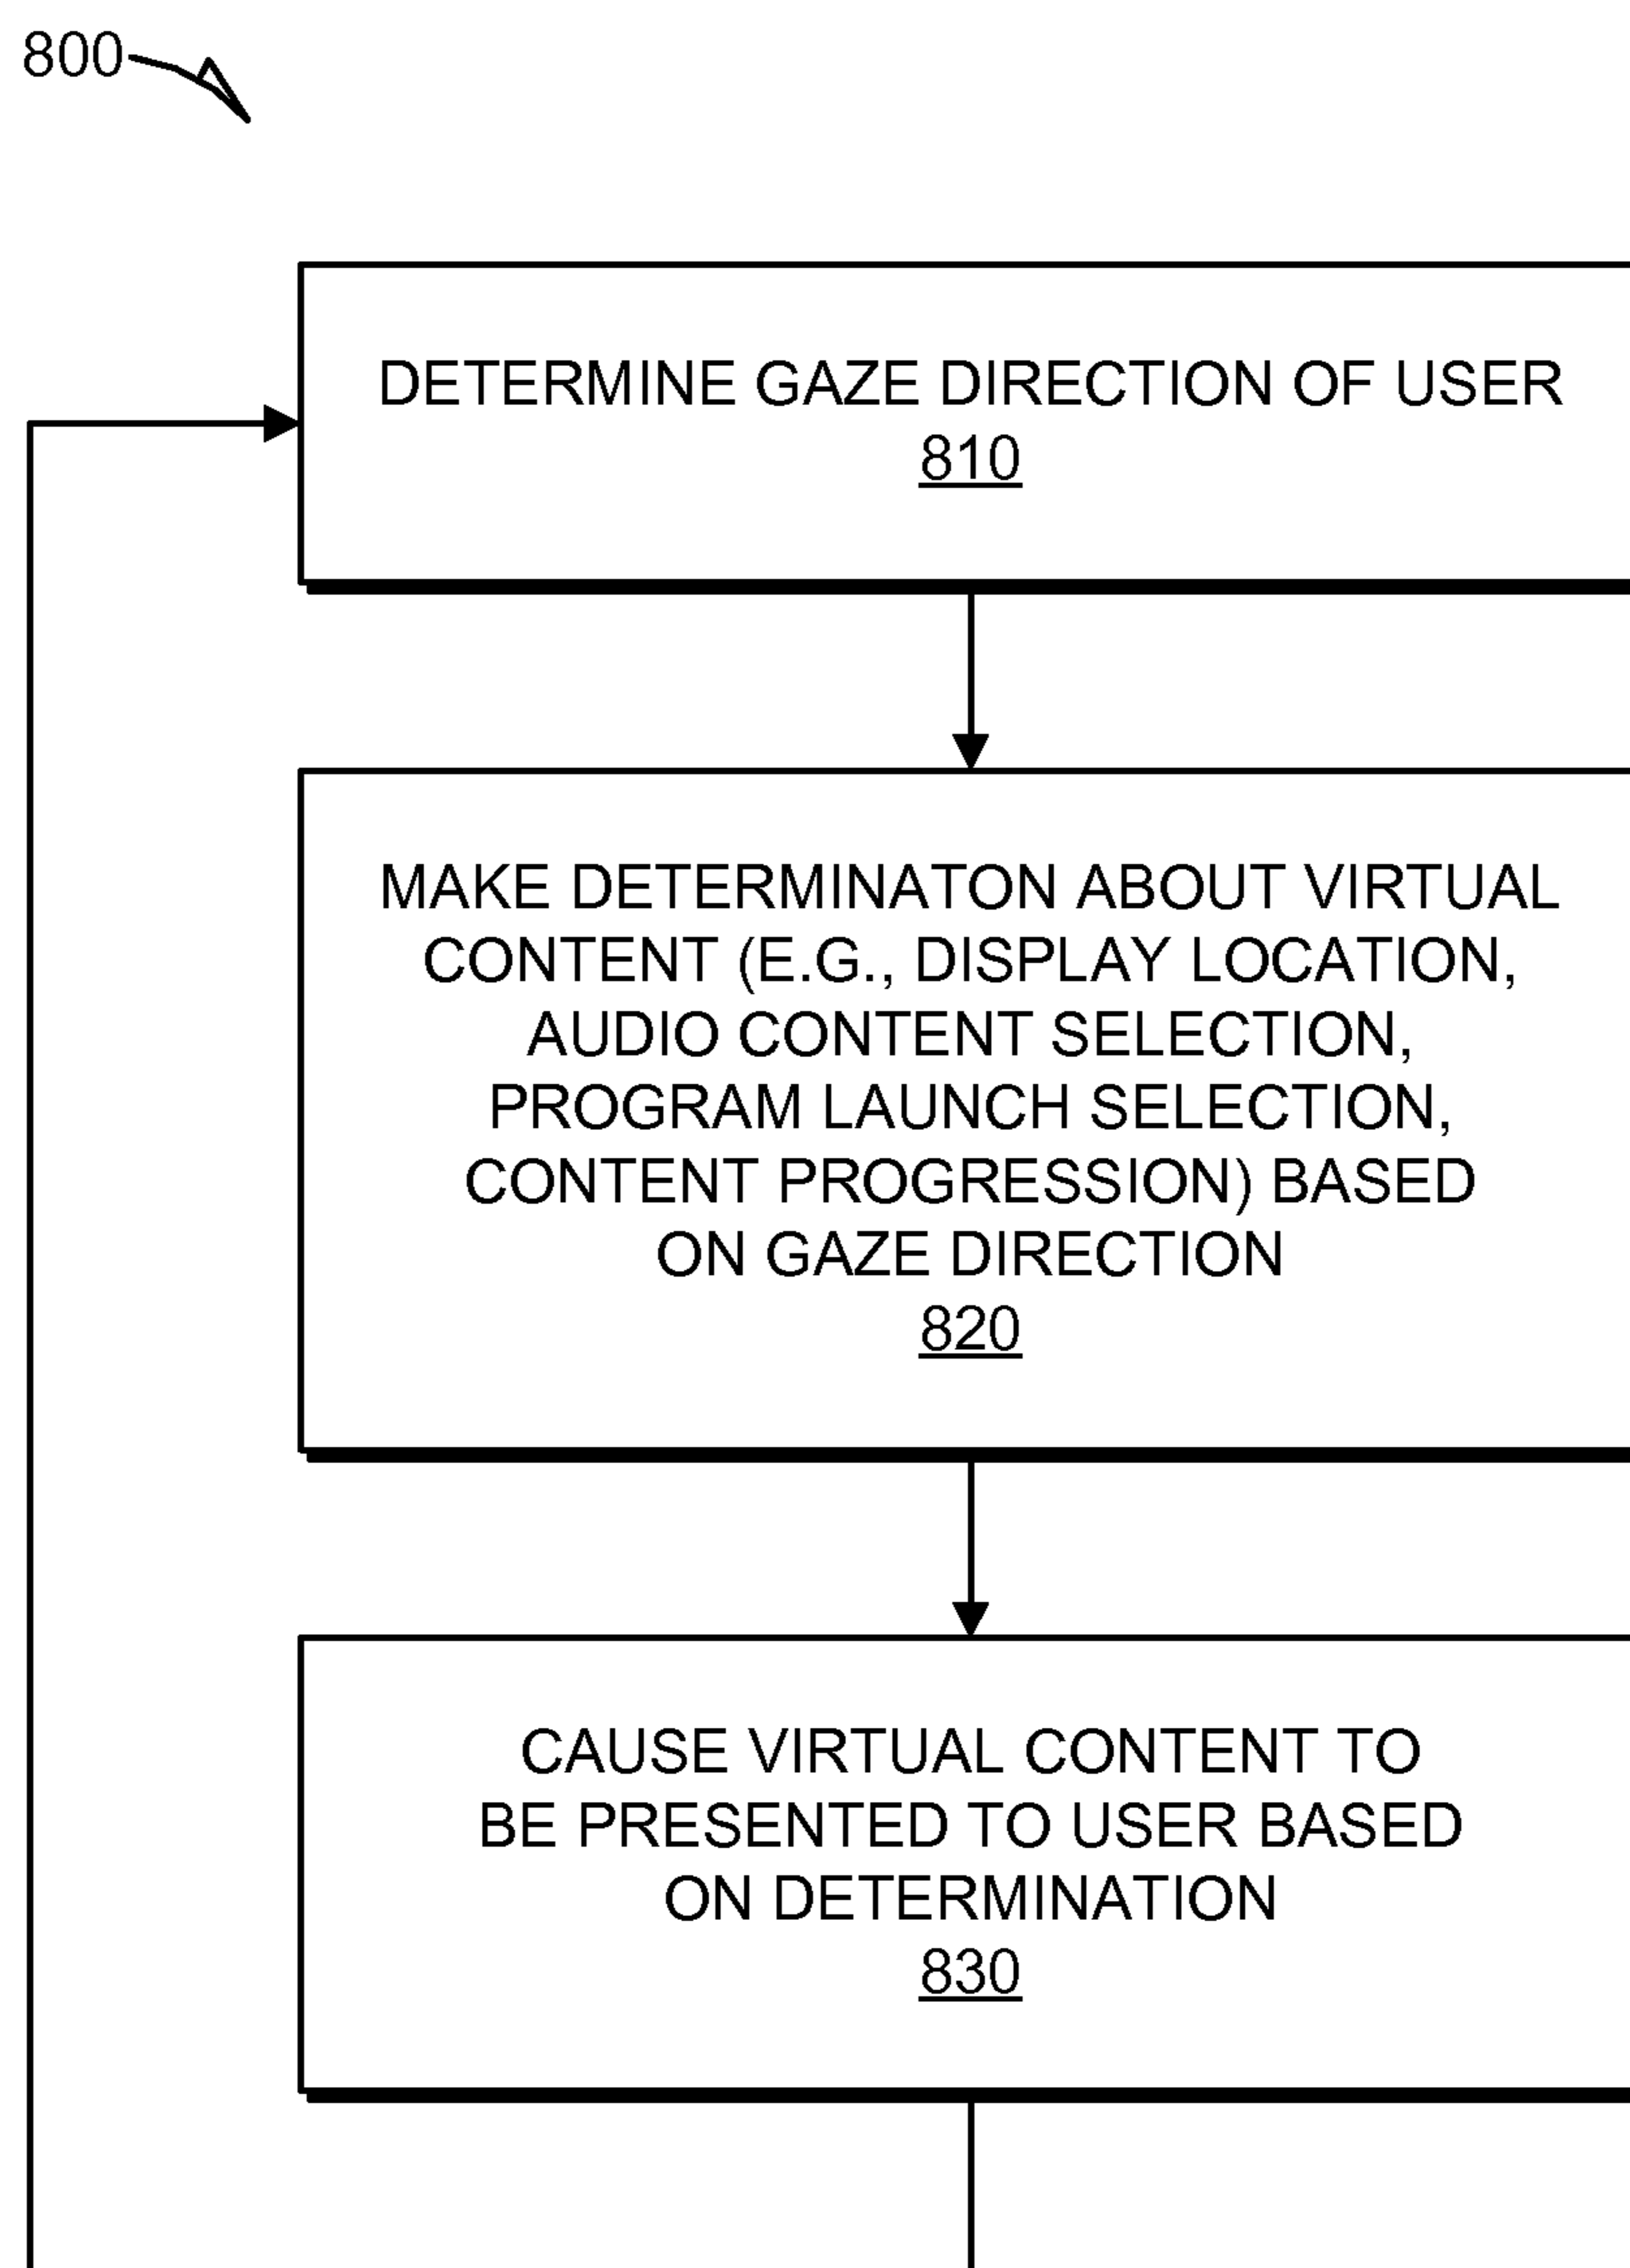 800
DETERMINE GAZE DIRECTION OF USER
810
MAKE DETERMINATON ABOUT VIRTUAL
CONTENT (E.G., DISPLAY LOCATION,
AUDIO CONTENT SELECTION,
PROGRAM LAUNCH SELECTION,
CONTENT PROGRESSION) BASED
ON GAZE DIRECTION
820
CAUSE VIRTUAL CONTENT TO
BE PRESENTED TO USER BASED
ON DETERMINATION
830